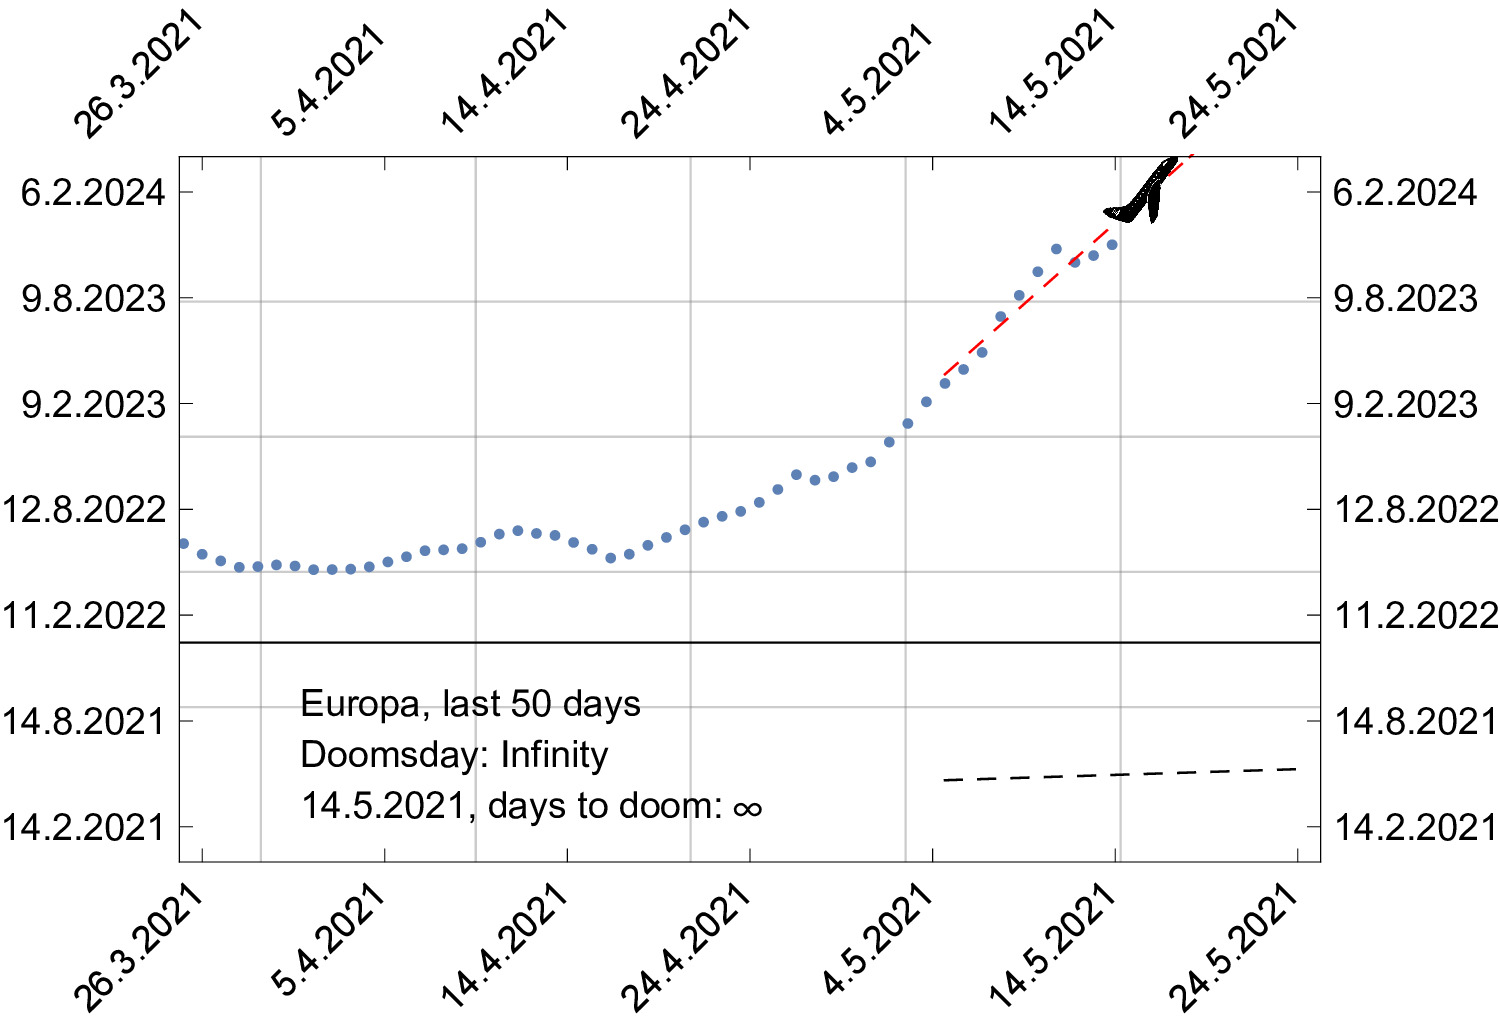 26.3.2021 5.4.2021 14.4.2021 24.4.2021 4.5.2021 14.5.2021 24.5.2021
6.2.2024 6.2.2024
9.8.2023 9.8.2023
9.2.2023 9.2.2023
12.8.2022 12.8.2022
11.2.2022 11.2.2022
Europa, last 50 days
14.8.2021 14.8.2021
Doomsday: Infinity
14.5.2021, days to doom: ∞
14.2.2021 14.2.2021
26.3.2021 5.4.2021 14.4.2021 24.4.2021 4.5.2021 14.5.2021 24.5.2021